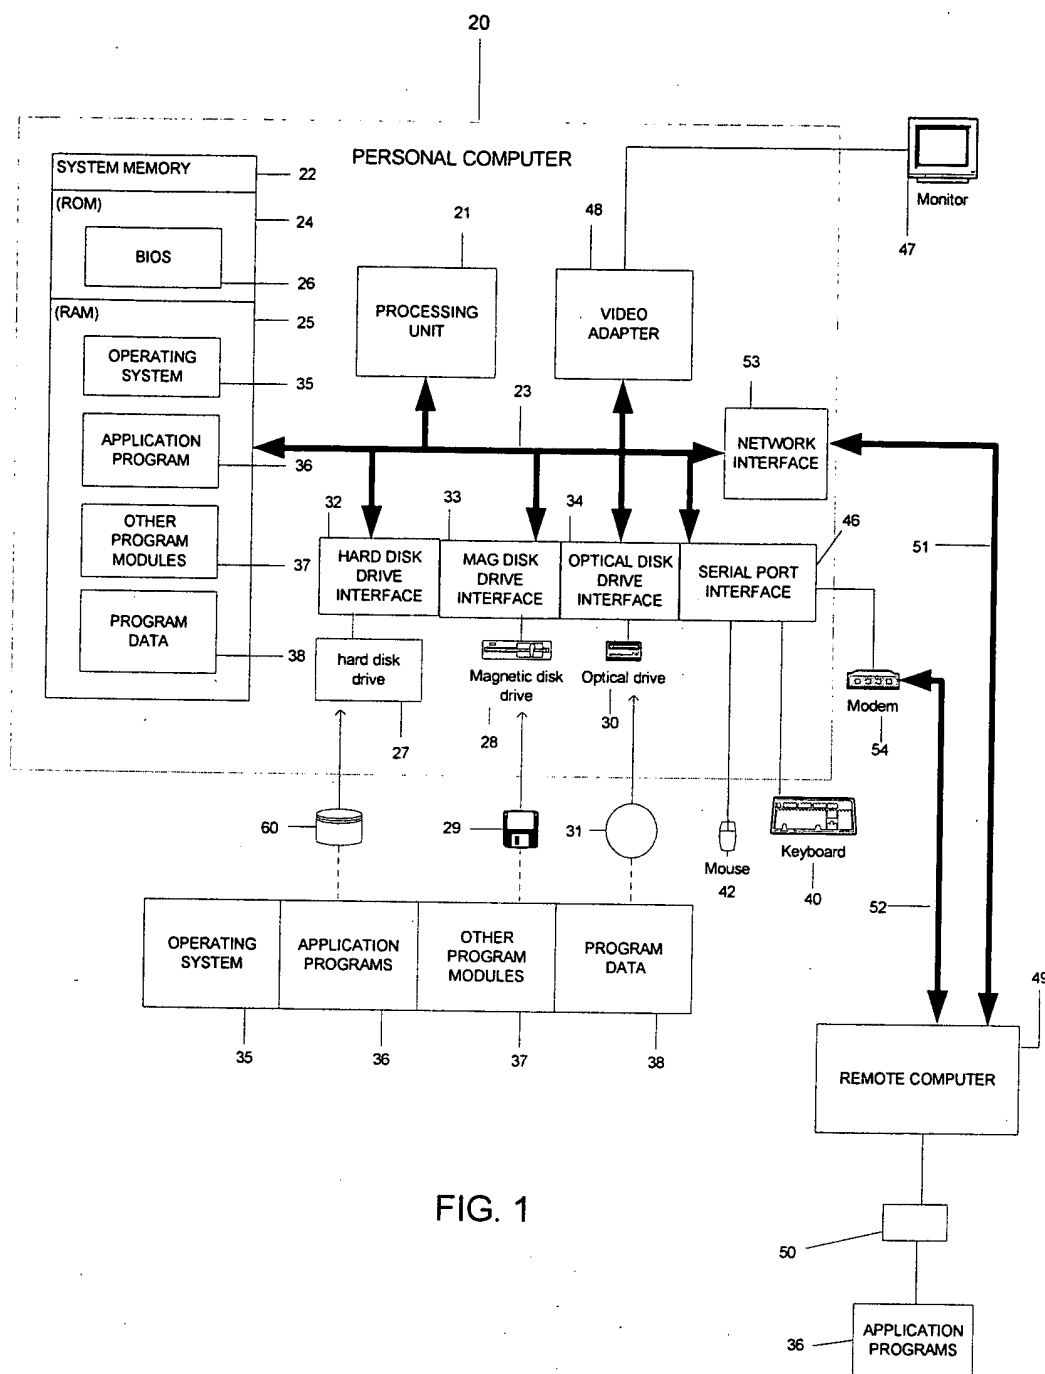 20
PERSONAL COMPUTER
SYSTEM MEMORY
22
(ROM)
24
BIOS
26
(RAM)
25
OPERATING
SYSTEM
35
APPLICATION
PROGRAM
36
OTHER
PROGRAM
MODULES
37
PROGRAM
DATA
38
21
PROCESSING
UNIT
48
VIDEO
ADAPTER
Monitor
47
23
53
NETWORK
INTERFACE
32
HARD DISK
DRIVE
INTERFACE
33
MAG DISK
DRIVE
INTERFACE
34
OPTICAL DISK
DRIVE
INTERFACE
46
SERIAL PORT
INTERFACE
51
hard disk
drive
27
Magnetic disk
drive
28
Optical drive
30
Modem
54
60
29
31
Mouse
42
Keyboard
40
52
OPERATING
SYSTEM
APPLICATION
PROGRAMS
OTHER
PROGRAM
MODULES
PROGRAM
DATA
35
36
37
38
49
REMOTE COMPUTER
FIG. 1
50
36
APPLICATION
PROGRAMS